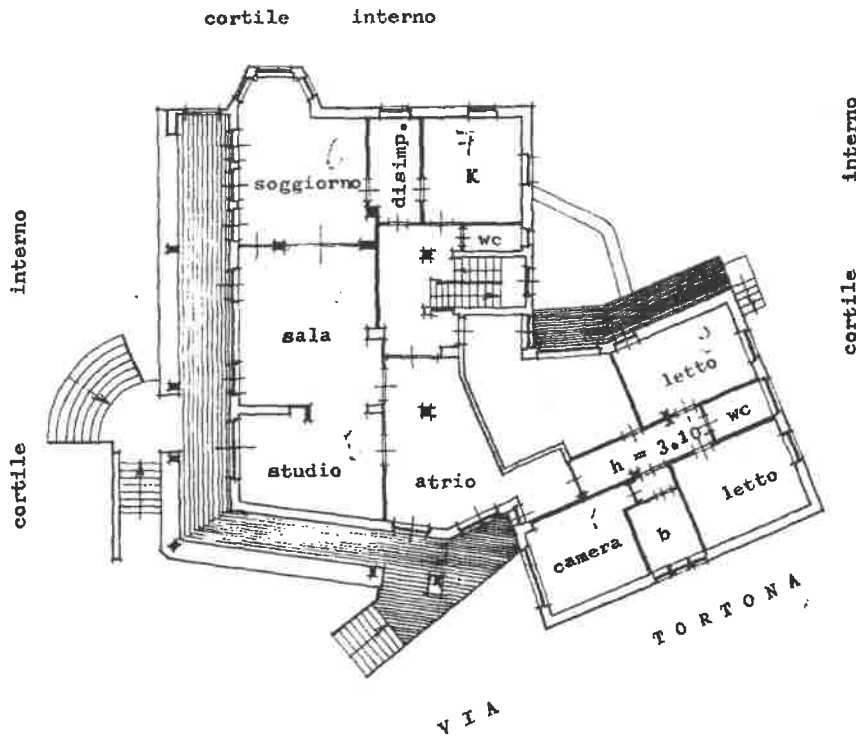 cortile interno
interno
cortile
interno
cortile
disimp.
K
soggiorno
wc
sala
letto
wc
h = 3.10
letto
studio
atrio
camera
b
VIA TORTONA